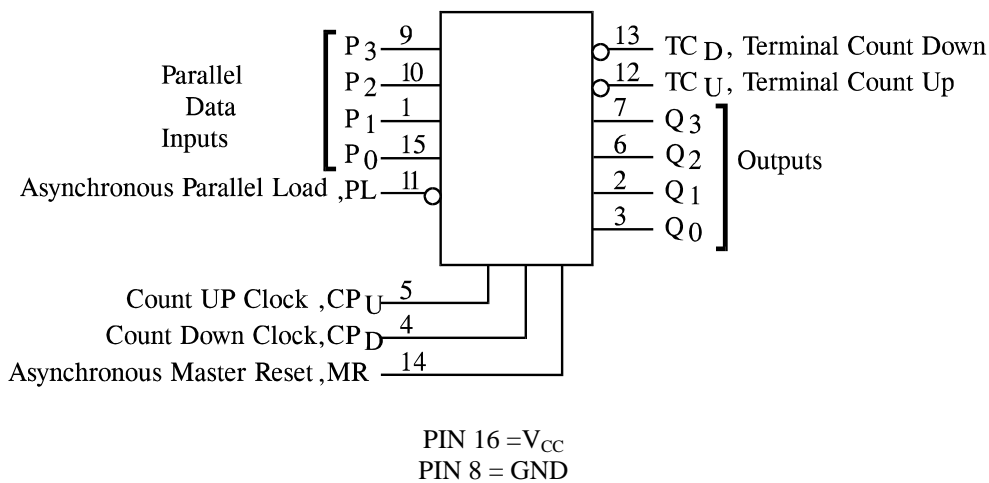 P3 9
P2 10
P1 1
P0 15
Parallel
Data
Inputs
Asynchronous Parallel Load ,PL 11
13 TC D, Terminal Count Down
12 TC U, Terminal Count Up
7 Q3
6 Q2
2 Q1
3 Q0
Outputs
Count UP Clock ,CPU 5
Count Down Clock,CPD 4
Asynchronous Master Reset ,MR 14
PIN 16 =VCC
PIN 8 = GND